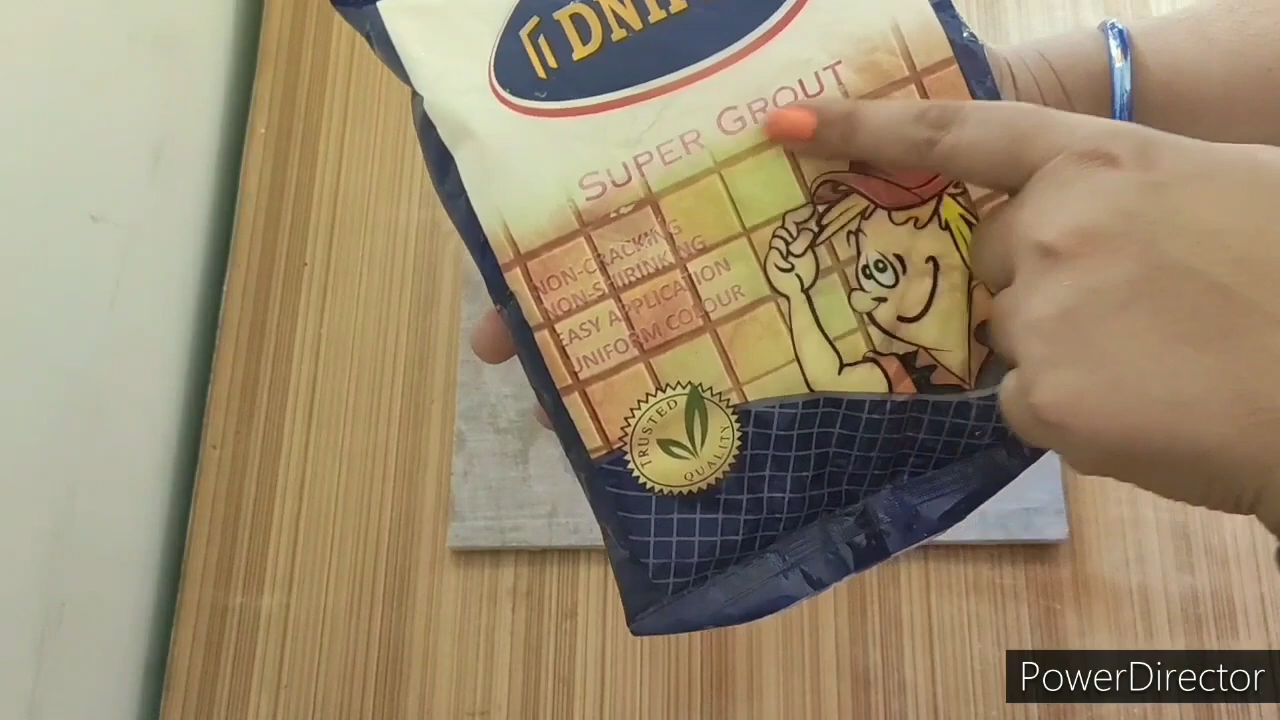 SUPER GROUT
NON-CRACKING
NON-SHRINKING
EASY APPLICATION
UNIFORM COLOUR
TRUSTED
QUALITY
PowerDirector